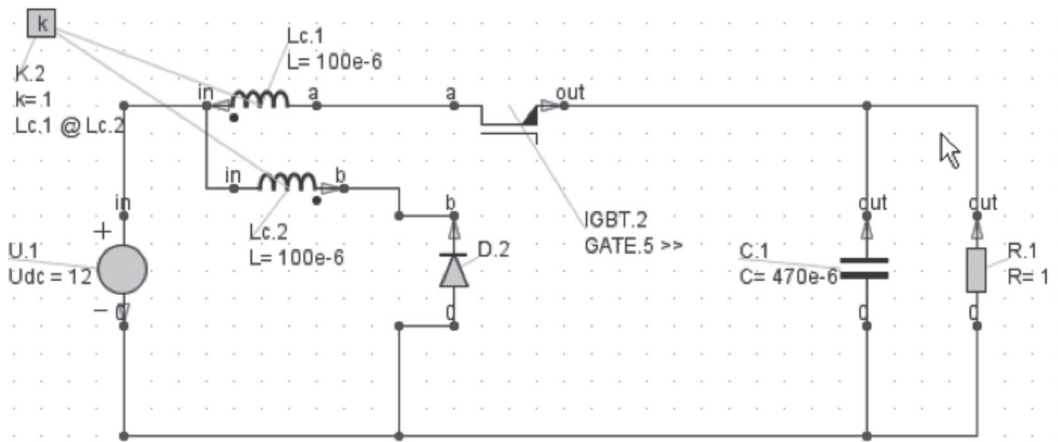 k
Lc.1
L= 100e-6
K.2
k= .1
Lc.1 @ Lc.2
in
a
a
out
in
b
Lc.2
L= 100e-6
in
+
U.1
Udc = 12
−
0
b
D.2
0
IGBT.2
GATE.5 >>
out
C.1
C= 470e-6
0
out
R.1
R= 1
0